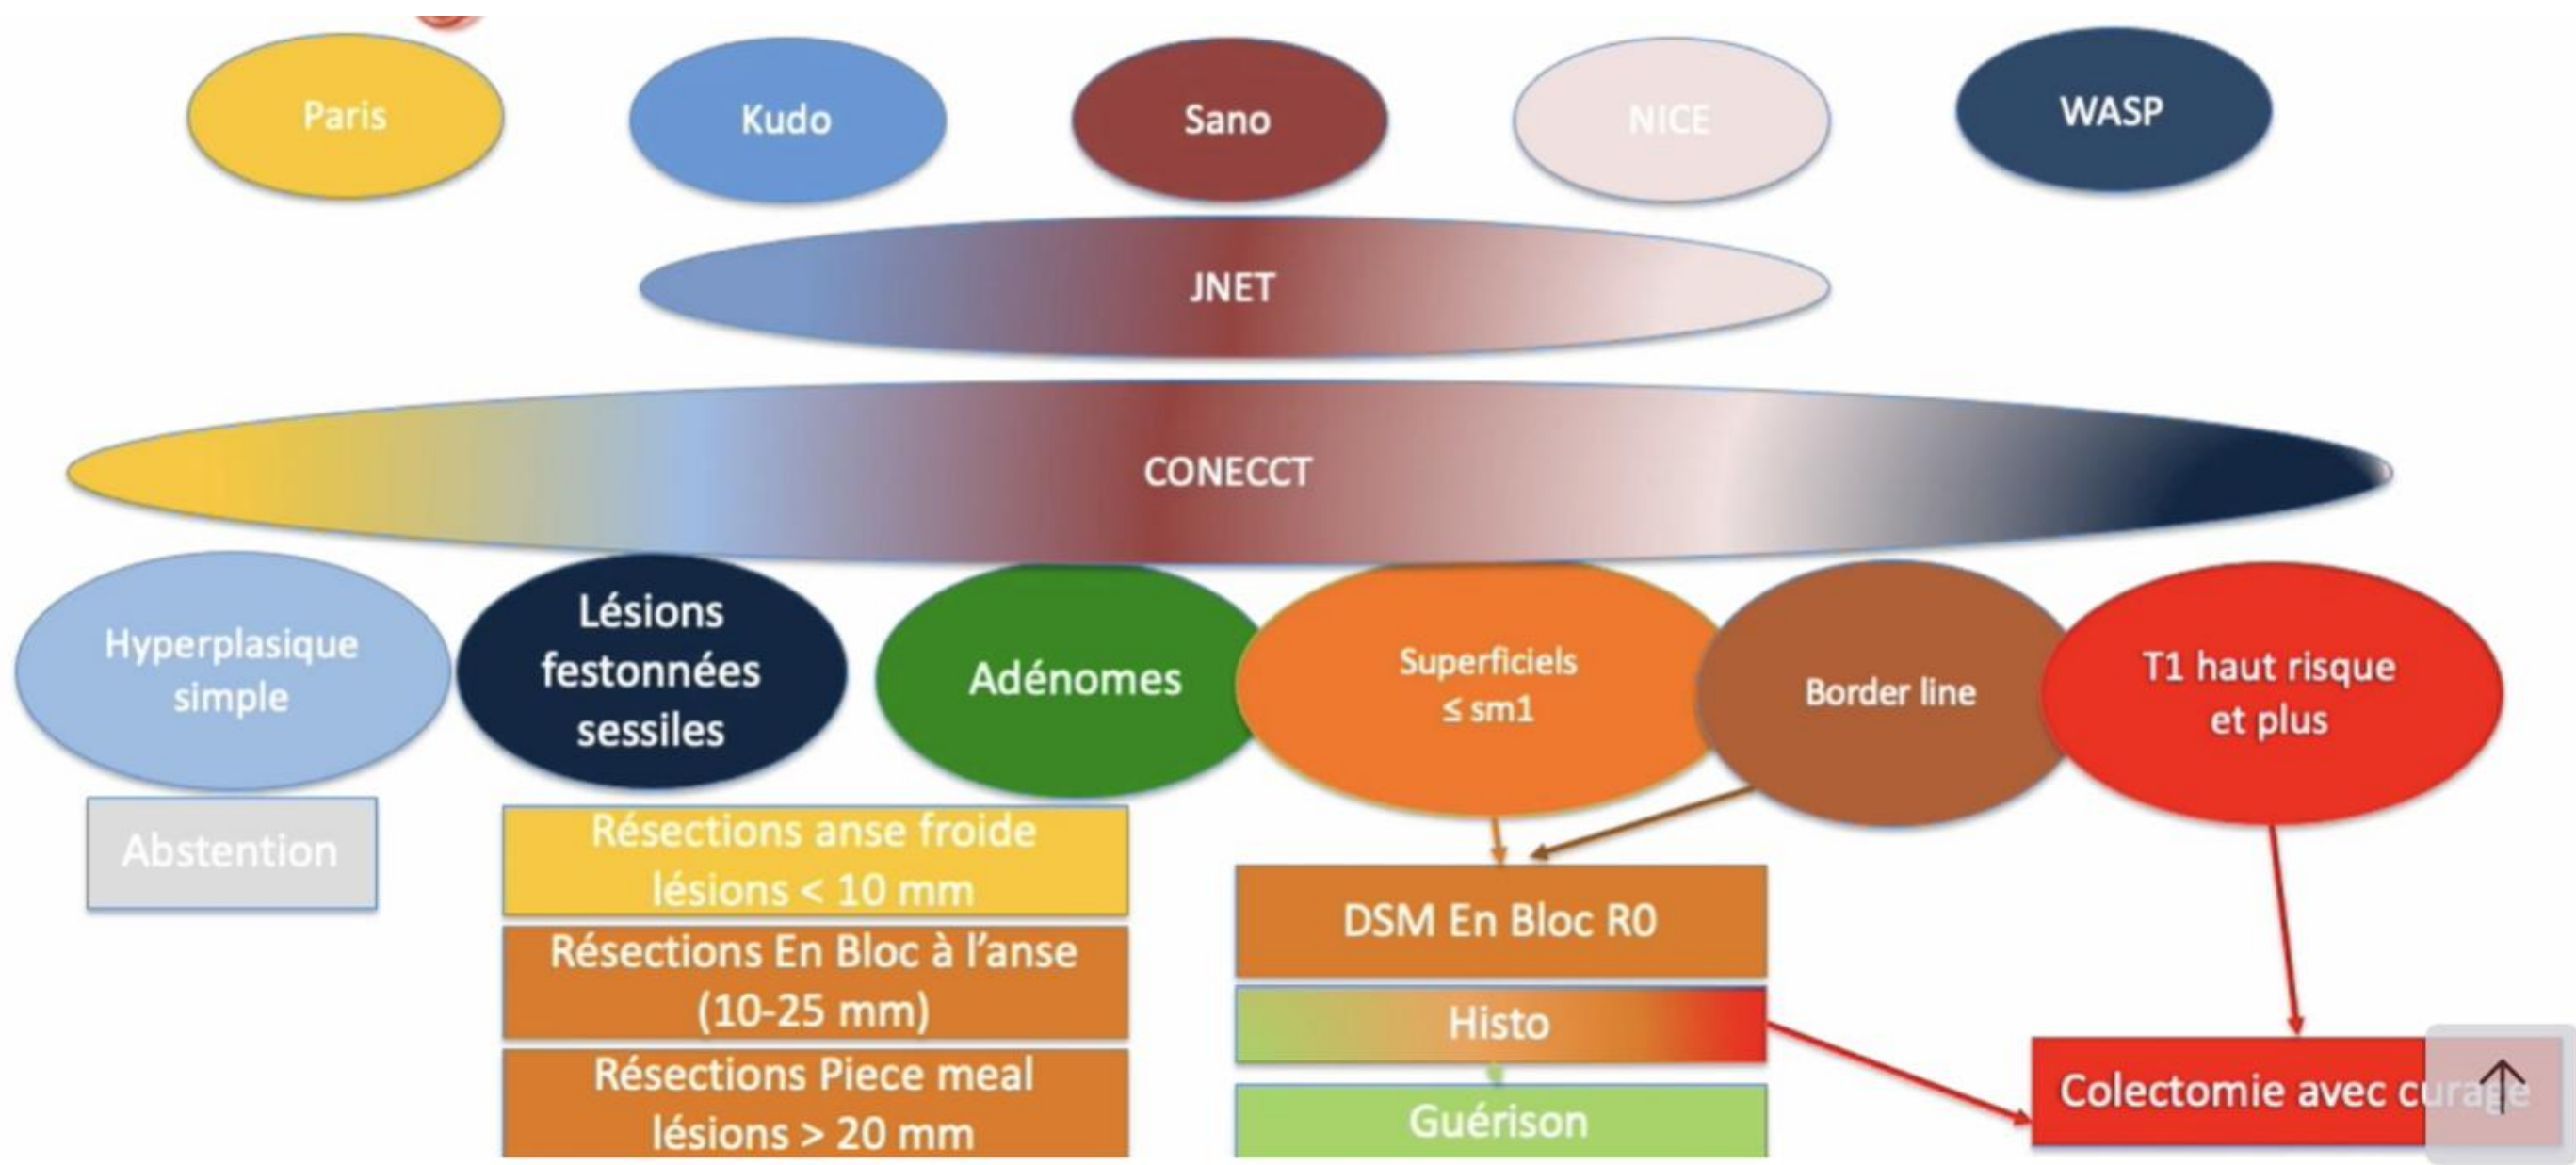 Paris
Kudo
Sano
NICE
WASP
JNET
CONECCT
Hyperplasique
simple
Lésions
festonnées
sessiles
Adénomes
Superficiels
≤ sm1
Border line
T1 haut risque
et plus
Abstention
Résections anse froide
lésions < 10 mm
Résections En Bloc à l'anse
(10-25 mm)
Résections Piece meal
lésions > 20 mm
DSM En Bloc R0
Histo
Guérison
Colectomie avec curage